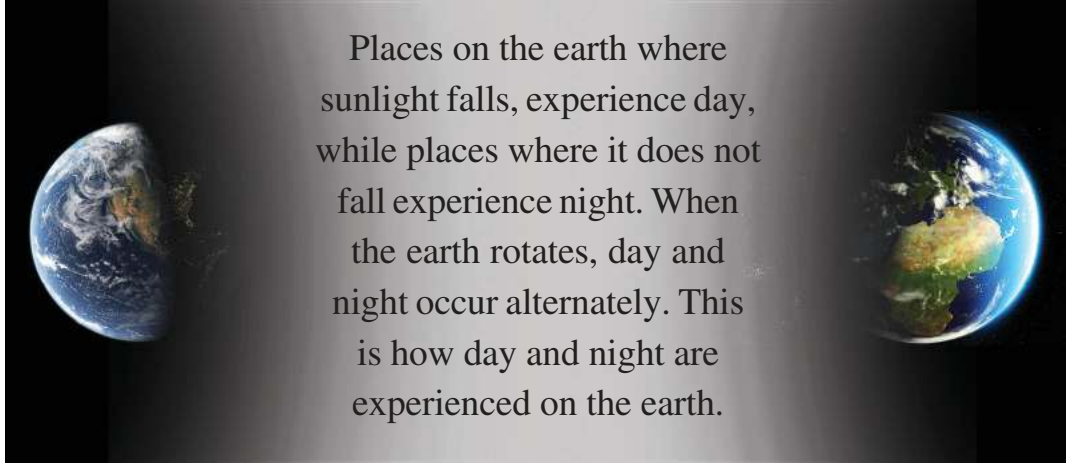 Places on the earth where
sunlight falls, experience day,
while places where it does not
fall experience night. When
the earth rotates, day and
night occur alternately. This
is how day and night are
experienced on the earth.